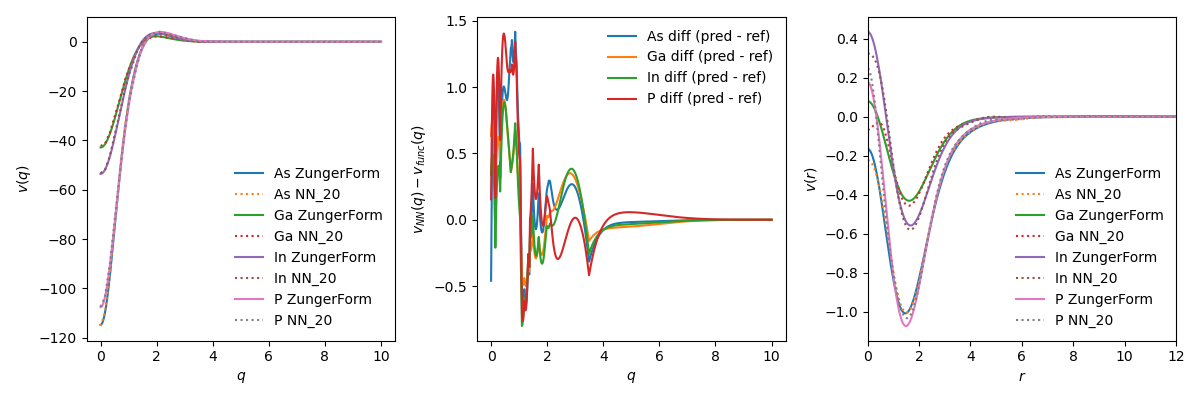 0
−20
−40
−60
−80
−100
−120
0 2 4 6 8 10
q
v(q)
As ZungerForm
As NN_20
Ga ZungerForm
Ga NN_20
In ZungerForm
In NN_20
P ZungerForm
P NN_20
1.5
1.0
0.5
0.0
−0.5
0 2 4 6 8 10
q
v_NN(q) − v_func(q)
As diff (pred - ref)
Ga diff (pred - ref)
In diff (pred - ref)
P diff (pred - ref)
0.4
0.2
0.0
−0.2
−0.4
−0.6
−0.8
−1.0
0 2 4 6 8 10 12
r
v(r)
As ZungerForm
As NN_20
Ga ZungerForm
Ga NN_20
In ZungerForm
In NN_20
P ZungerForm
P NN_20